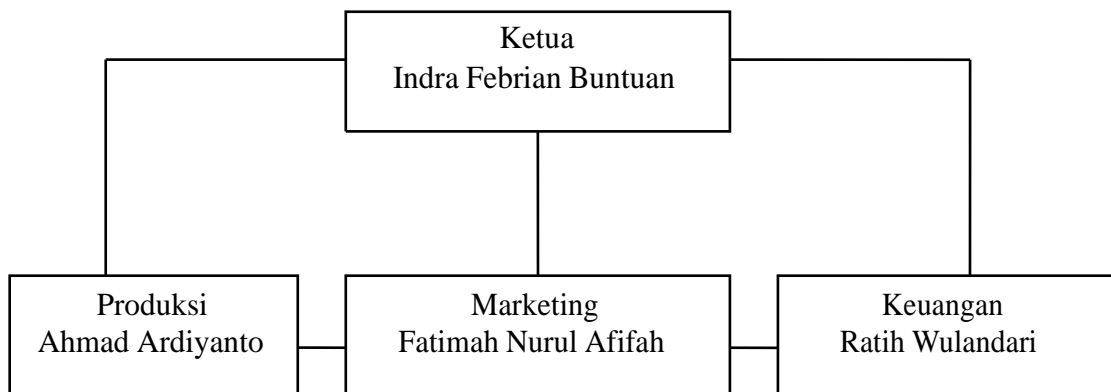 Ketua
Indra Febrian Buntuan
Produksi
Ahmad Ardiyanto
Marketing
Fatimah Nurul Afifah
Keuangan
Ratih Wulandari